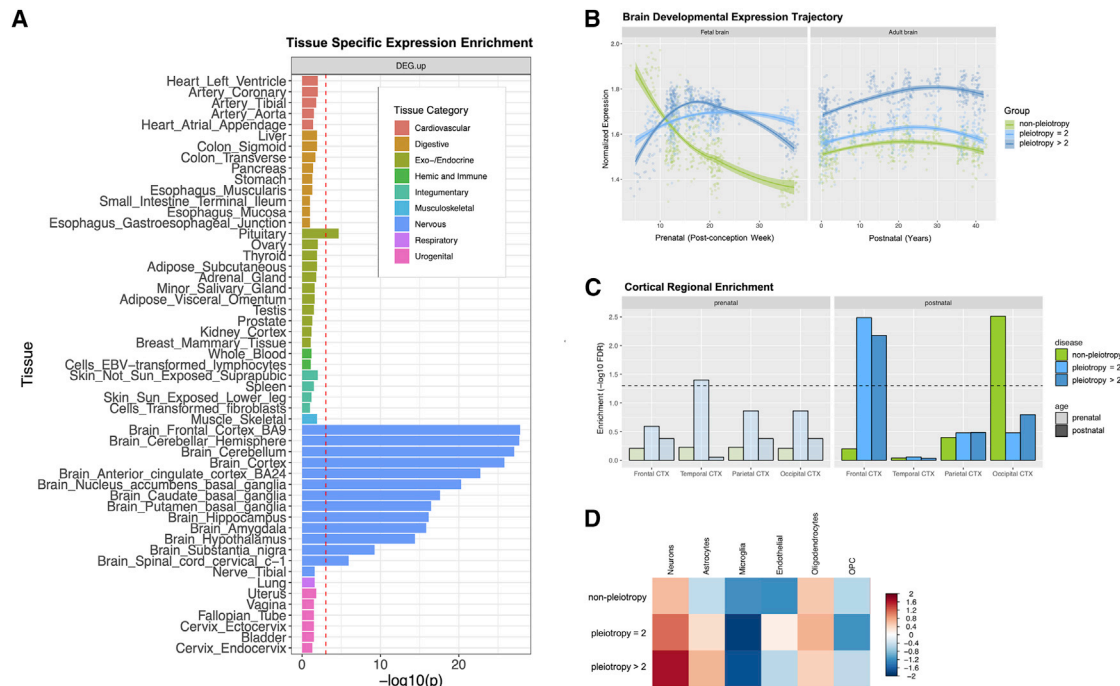 A
Tissue Specific Expression Enrichment
DEG.up
Tissue
Heart_Left_Ventricle
Artery_Coronary
Artery_Tibial
Artery_Aorta
Heart_Atrial_Appendage
Liver
Colon_Sigmoid
Colon_Transverse
Pancreas
Stomach
Esophagus_Muscularis
Small_Intestine_Terminal_Ileum
Esophagus_Mucosa
Esophagus_Gastroesophageal_Junction
Pituitary
Ovary
Thyroid
Adipose_Subcutaneous
Adrenal_Gland
Minor_Salivary_Gland
Adipose_Visceral_Omentum
Testis
Prostate
Kidney_Cortex
Breast_Mammary_Tissue
Whole_Blood
Cells_EBV-transformed_lymphocytes
Skin_Not_Sun_Exposed_Suprapubic
Spleen
Skin_Sun_Exposed_Lower_leg
Cells_Transformed_fibroblasts
Muscle_Skeletal
Brain_Frontal_Cortex_BA9
Brain_Cerebellar_Hemisphere
Brain_Cerebellum
Brain_Cortex
Brain_Anterior_cingulate_cortex_BA24
Brain_Nucleus_accumbens_basal_ganglia
Brain_Caudate_basal_ganglia
Brain_Putamen_basal_ganglia
Brain_Hippocampus
Brain_Amygdala
Brain_Hypothalamus
Brain_Substantia_nigra
Brain_Spinal_cord_cervical_c-1
Nerve_Tibial
Lung
Uterus
Vagina
Fallopian_Tube
Cervix_Ectocervix
Bladder
Cervix_Endocervix
0 10 20
-log10(p)
Tissue Category
Cardiovascular
Digestive
Exo-/Endocrine
Hemic and Immune
Integumentary
Musculoskeletal
Nervous
Respiratory
Urogenital
B
Brain Developmental Expression Trajectory
Fetal brain Adult brain
Normalized Expression
2.0
1.8
1.6
1.4
10 20 30 0 10 20 30 40
Prenatal (Post-conception Week) Postnatal (Years)
Group
non-pleiotropy
pleiotropy = 2
pleiotropy > 2
C
Cortical Regional Enrichment
prenatal postnatal
Enrichment (-log10 FDR)
2.5
2.0
1.5
1.0
0.5
0.0
Frontal CTX Temporal CTX Parietal CTX Occipital CTX Frontal CTX Temporal CTX Parietal CTX Occipital CTX
disease
non-pleiotropy
pleiotropy = 2
pleiotropy > 2
age
prenatal
postnatal
D
Neurons Astrocytes Microglia Endothelial Oligodendrocytes OPC
non-pleiotropy
pleiotropy = 2
pleiotropy > 2
2
1.6
1.2
0.8
0.4
0
-0.4
-0.8
-1.2
-1.6
-2